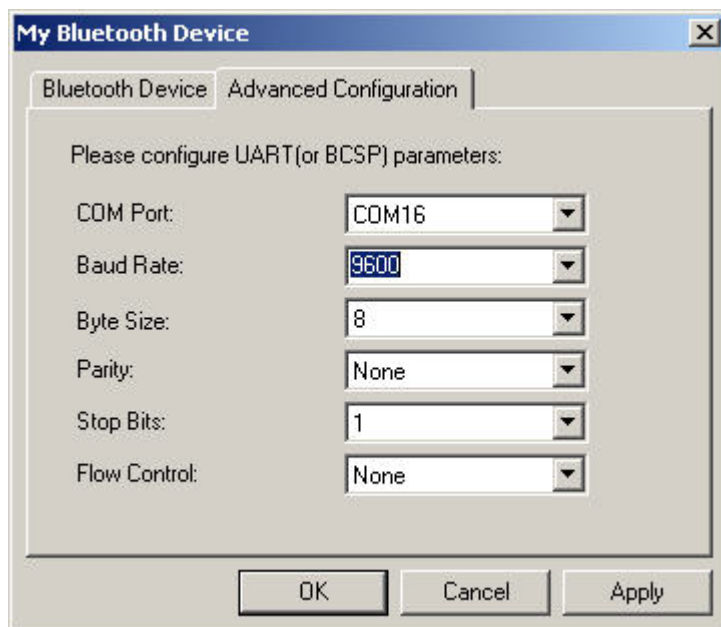 My Bluetooth Device
Bluetooth Device Advanced Configuration
Please configure UART(or BCSP) parameters:
COM Port: COM16
Baud Rate: 9600
Byte Size: 8
Parity: None
Stop Bits: 1
Flow Control: None
OK Cancel Apply